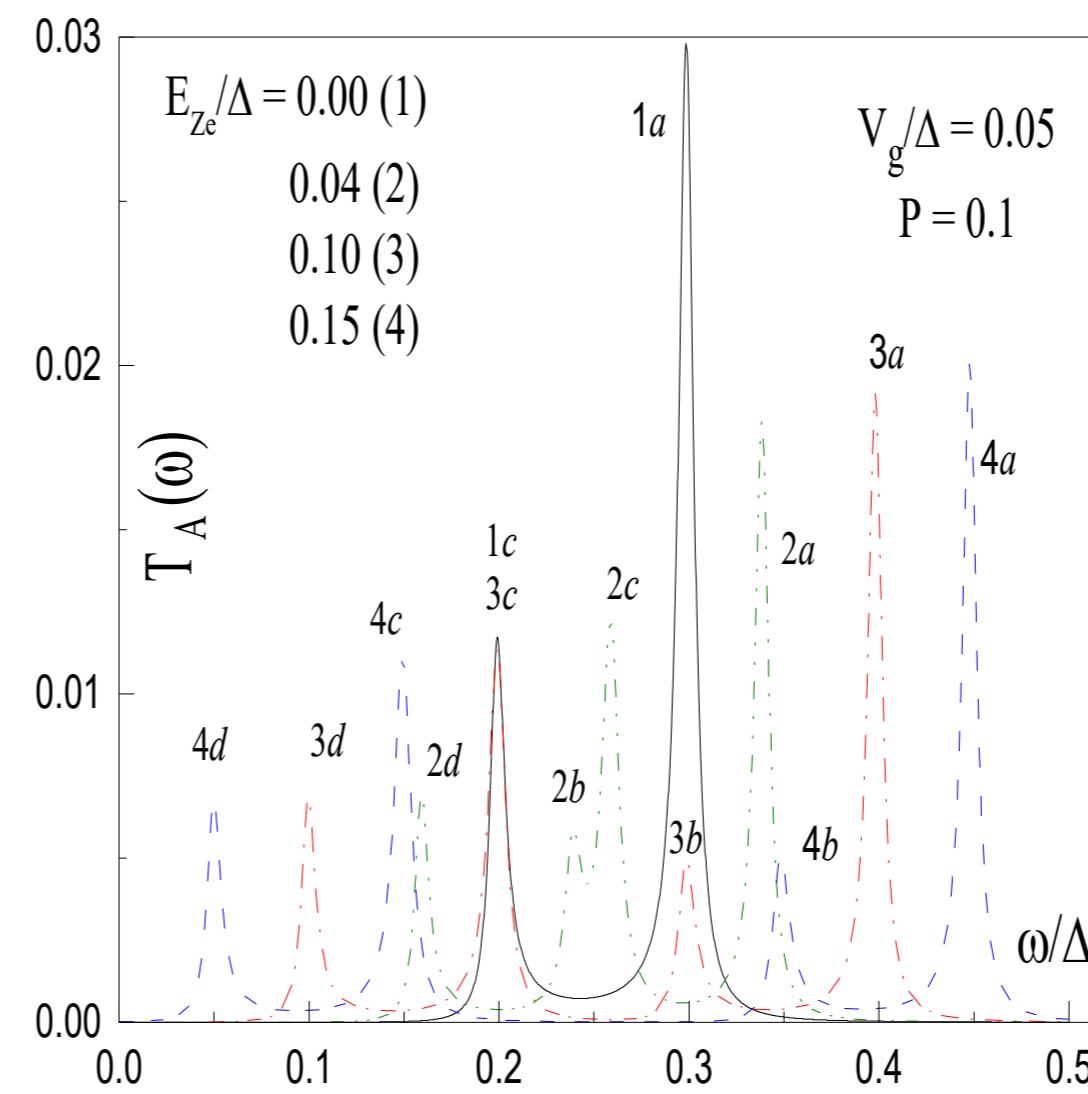 0.03
E_Ze/Δ = 0.00 (1)
0.04 (2)
0.10 (3)
0.15 (4)
1a
V_g/Δ = 0.05
P = 0.1
0.02
3a
4a
T_A(ω)
2a
1c
3c
2c
4c
0.01
4d
3d
2d
2b
3b
4b
ω/Δ
0.00
0.0 0.1 0.2 0.3 0.4 0.5